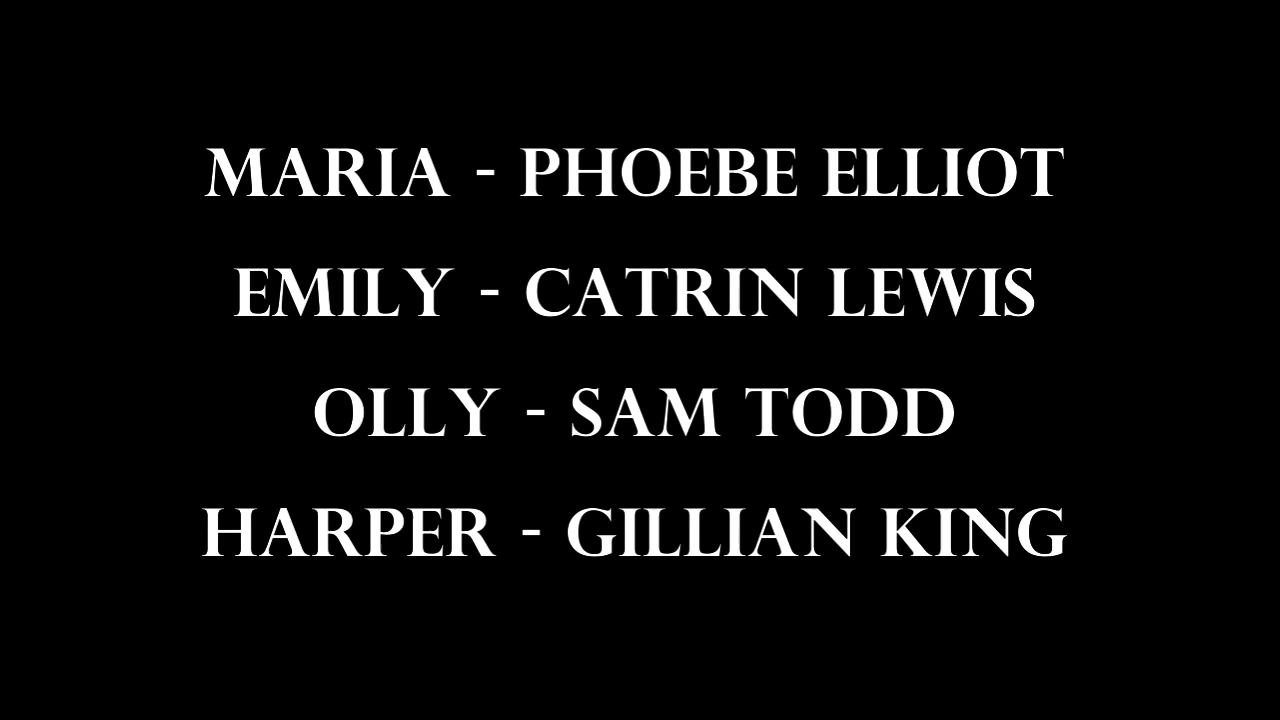 MARIA - PHOEBE ELLIOT
EMILY - CATRIN LEWIS
OLLY - SAM TODD
HARPER - GILLIAN KING